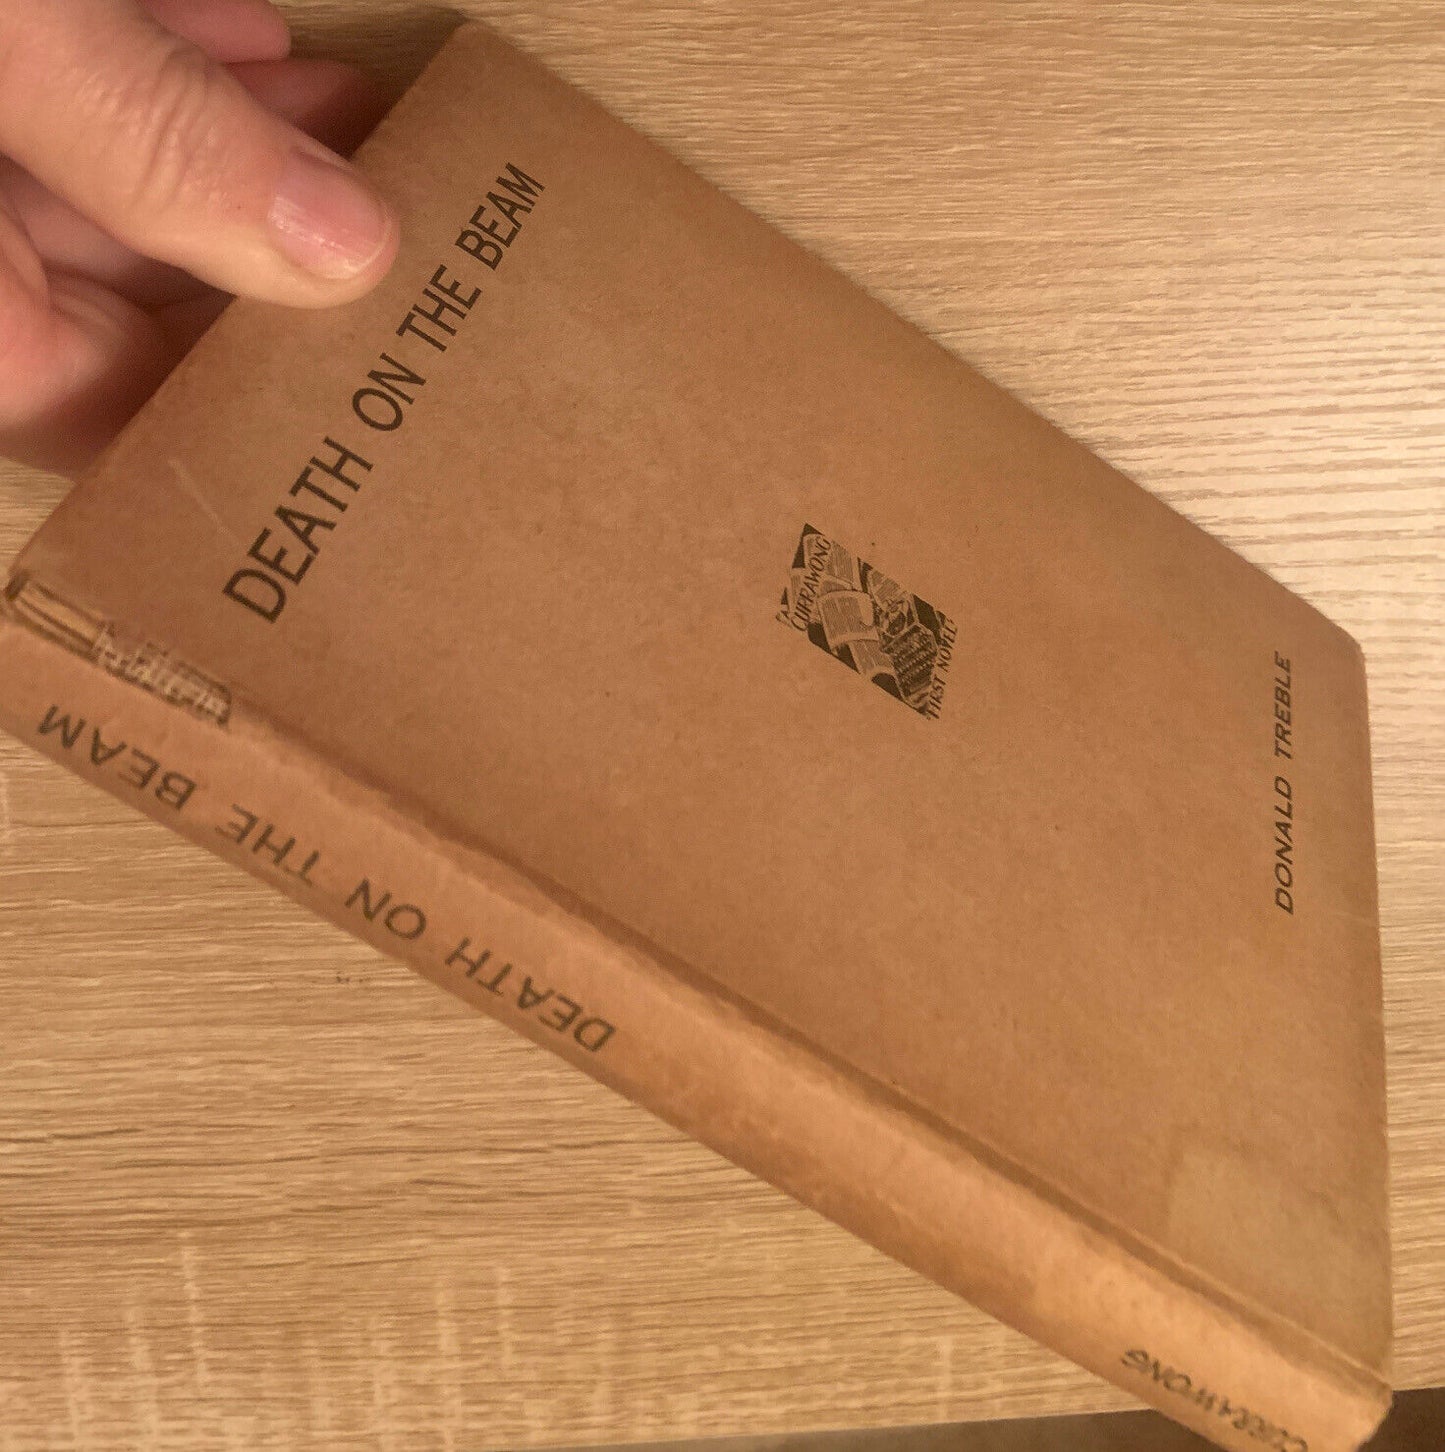 DEATH ON THE BEAM
"A CURRAWONG
FIRST NOVEL"
DONALD TREBLE
DEATH ON THE BEAM
CURRAWONG